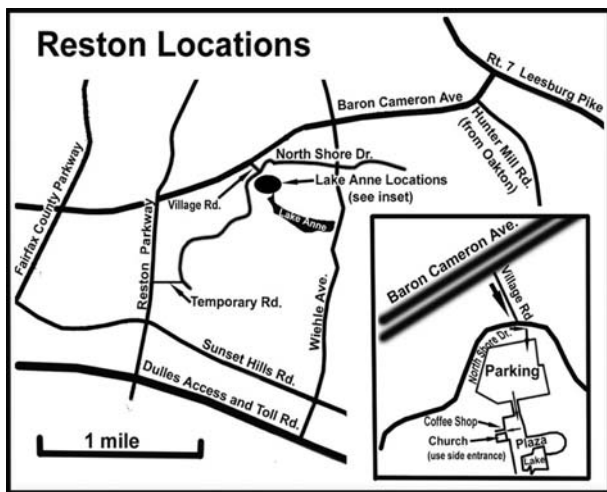 Reston Locations
Rt. 7 Leesburg Pike
Baron Cameron Ave
Hunter Mill Rd.
(from Oakton)
North Shore Dr.
Lake Anne Locations
(see inset)
Village Rd.
Lake Anne
Fairfax County Parkway
Reston Parkway
Temporary Rd.
Wiehle Ave.
Sunset Hills Rd.
Dulles Access and Toll Rd.
1 mile
Baron Cameron Ave.
Village Rd.
North Shore Dr.
Parking
Coffee Shop
Church
(use side entrance)
Plaza
Lake